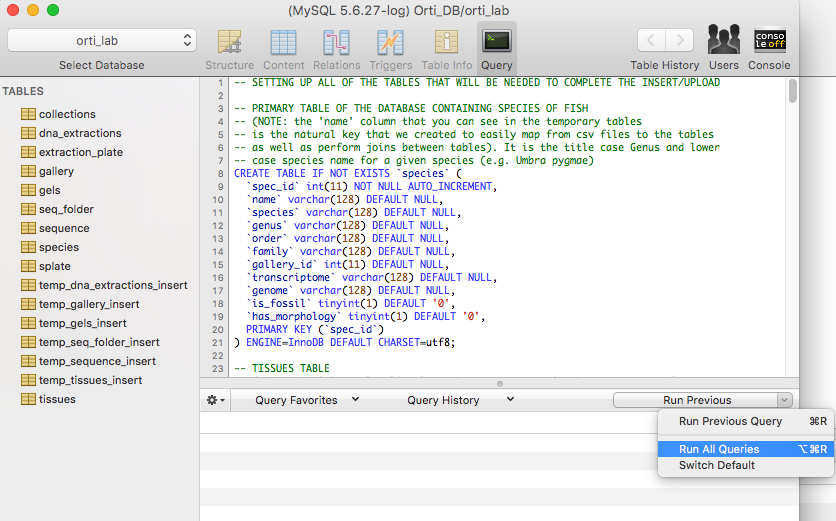 (MySQL 5.6.27-log) Orti_DB/orti_lab
orti_lab
Select Database
Structure
Content
Relations
Triggers
Table Info
Query
Table History
Users
conso
le off
Console
TABLES
collections
dna_extractions
extraction_plate
gallery
gels
seq_folder
sequence
species
splate
temp_dna_extractions_insert
temp_gallery_insert
temp_gels_insert
temp_seq_folder_insert
temp_sequence_insert
temp_tissues_insert
tissues
1 -- SETTING UP ALL OF THE TABLES THAT WILL BE NEEDED TO COMPLETE THE INSERT/UPLOAD
2
3 -- PRIMARY TABLE OF THE DATABASE CONTAINING SPECIES OF FISH
4 -- (NOTE: the 'name' column that you can see in the temporary tables
5 -- is the natural key that we created to easily map from csv files to the tables
6 -- as well as perform joins between tables). It is the title case Genus and lower
7 -- case species name for a given species (e.g. Umbra pygmae)
8 CREATE TABLE IF NOT EXISTS `species` (
9 `spec_id` int(11) NOT NULL AUTO_INCREMENT,
10 `name` varchar(128) DEFAULT NULL,
11 `species` varchar(128) DEFAULT NULL,
12 `genus` varchar(128) DEFAULT NULL,
13 `order` varchar(128) DEFAULT NULL,
14 `family` varchar(128) DEFAULT NULL,
15 `gallery_id` int(11) DEFAULT NULL,
16 `transcriptome` varchar(128) DEFAULT NULL,
17 `genome` varchar(128) DEFAULT NULL,
18 `is_fossil` tinyint(1) DEFAULT '0',
19 `has_morphology` tinyint(1) DEFAULT '0',
20 PRIMARY KEY (`spec_id`)
21 ) ENGINE=InnoDB DEFAULT CHARSET=utf8;
22
23 -- TISSUES TABLE
Query Favorites
Query History
Run Previous
Run Previous Query ⌘R
Run All Queries ⌥⌘R
Switch Default